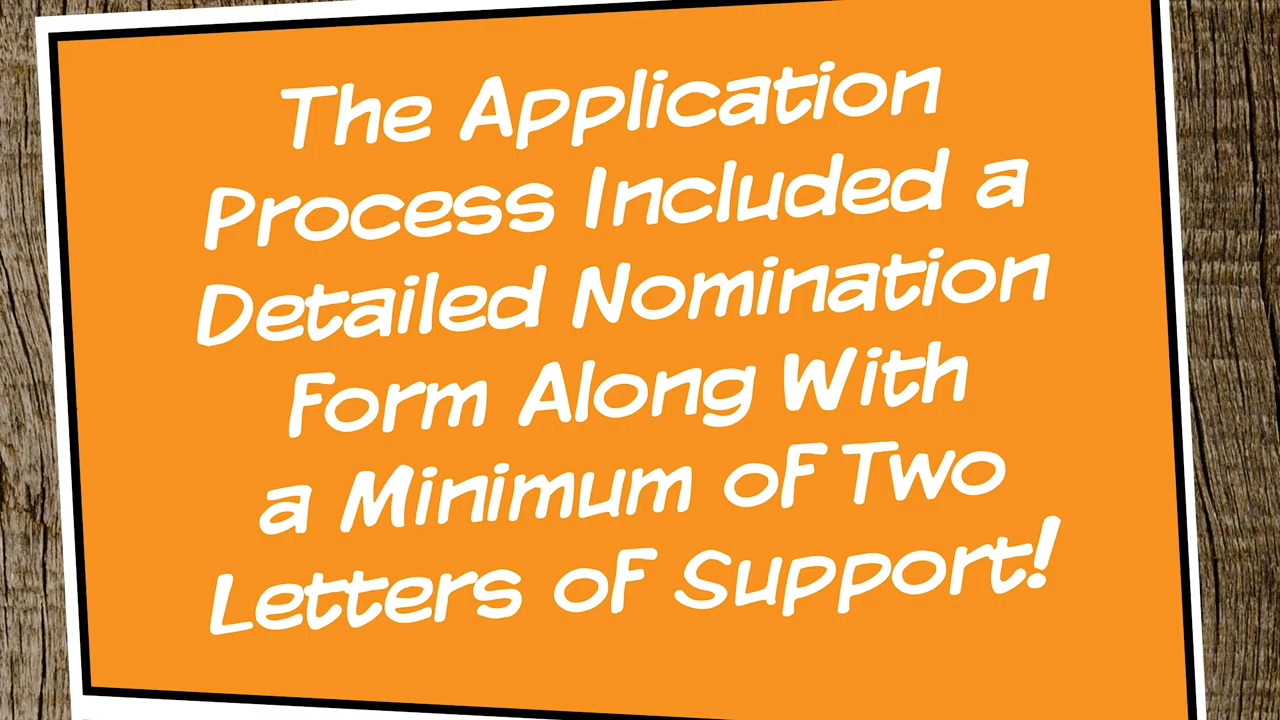 The Application
Process Included a
Detailed Nomination
Form Along With
a Minimum of Two
Letters of Support!